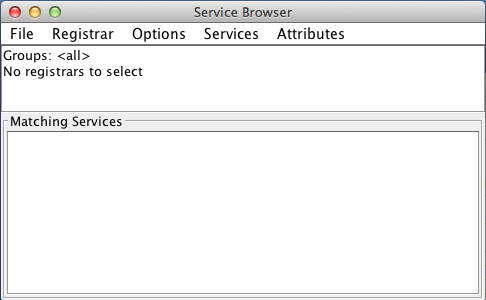 Service Browser
File Registrar Options Services Attributes
Groups: <all>
No registrars to select
Matching Services